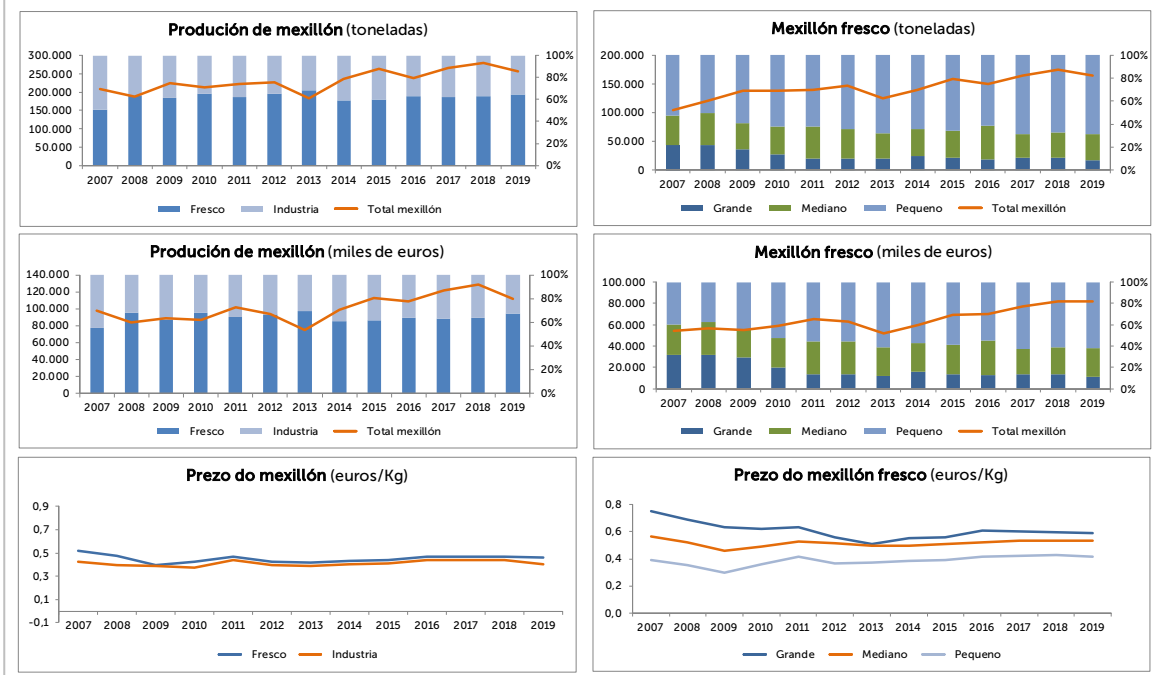 Produción de mexillón (toneladas)
300.000 100%
250.000 80%
200.000
150.000 60%
100.000 40%
50.000 20%
0 0%
2007 2008 2009 2010 2011 2012 2013 2014 2015 2016 2017 2018 2019
Fresco Industria Total mexillón
Mexillón fresco (toneladas)
200.000 100%
150.000 80%
100.000 60%
40%
50.000 20%
0 0%
2007 2008 2009 2010 2011 2012 2013 2014 2015 2016 2017 2018 2019
Grande Mediano Pequeno Total mexillón
Produción de mexillón (miles de euros)
140.000 100%
120.000 80%
100.000
80.000 60%
60.000 40%
40.000
20.000 20%
0 0%
2007 2008 2009 2010 2011 2012 2013 2014 2015 2016 2017 2018 2019
Fresco Industria Total mexillón
Mexillón fresco (miles de euros)
100.000 100%
80.000 80%
60.000 60%
40.000 40%
20.000 20%
0 0%
2007 2008 2009 2010 2011 2012 2013 2014 2015 2016 2017 2018 2019
Grande Mediano Pequeno Total mexillón
Prezo do mexillón (euros/Kg)
0,9
0,7
0,5
0,3
0,1
-0,1
2007 2008 2009 2010 2011 2012 2013 2014 2015 2016 2017 2018 2019
Fresco Industria
Prezo do mexillón fresco (euros/Kg)
0,8
0,6
0,4
0,2
0,0
2007 2008 2009 2010 2011 2012 2013 2014 2015 2016 2017 2018 2019
Grande Mediano Pequeno